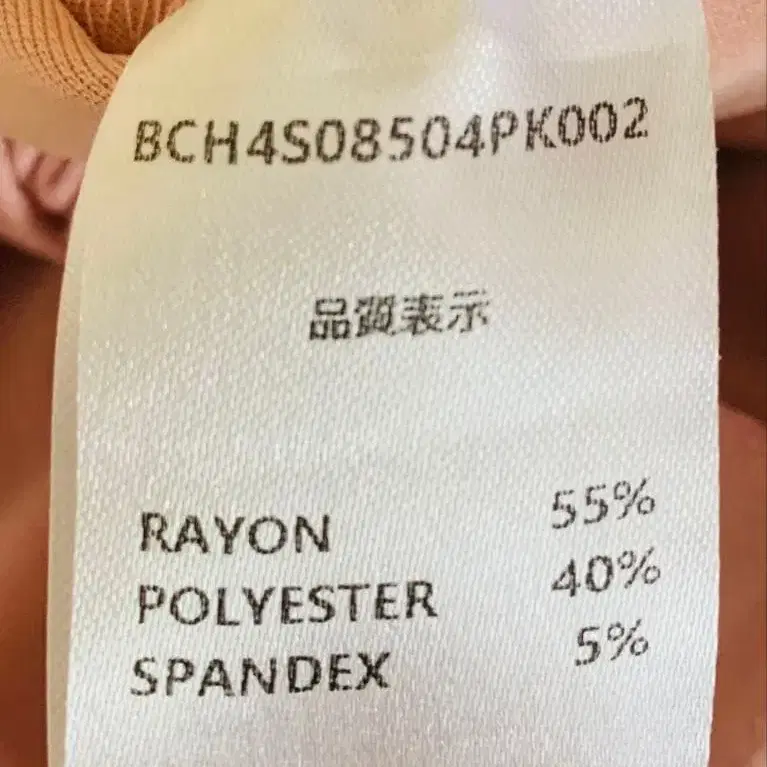 BCH4S08504PK002
品質表示
RAYON 55%
POLYESTER 40%
SPANDEX 5%